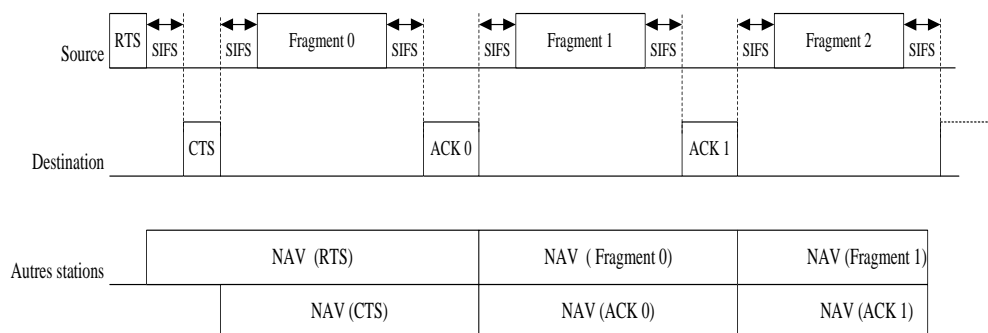 Source
RTS
SIFS
SIFS
Fragment 0
SIFS
SIFS
Fragment 1
SIFS
SIFS
Fragment 2
SIFS
Destination
CTS
ACK 0
ACK 1
Autres stations
NAV (RTS)
NAV ( Fragment 0)
NAV (Fragment 1)
NAV (CTS)
NAV (ACK 0)
NAV (ACK 1)